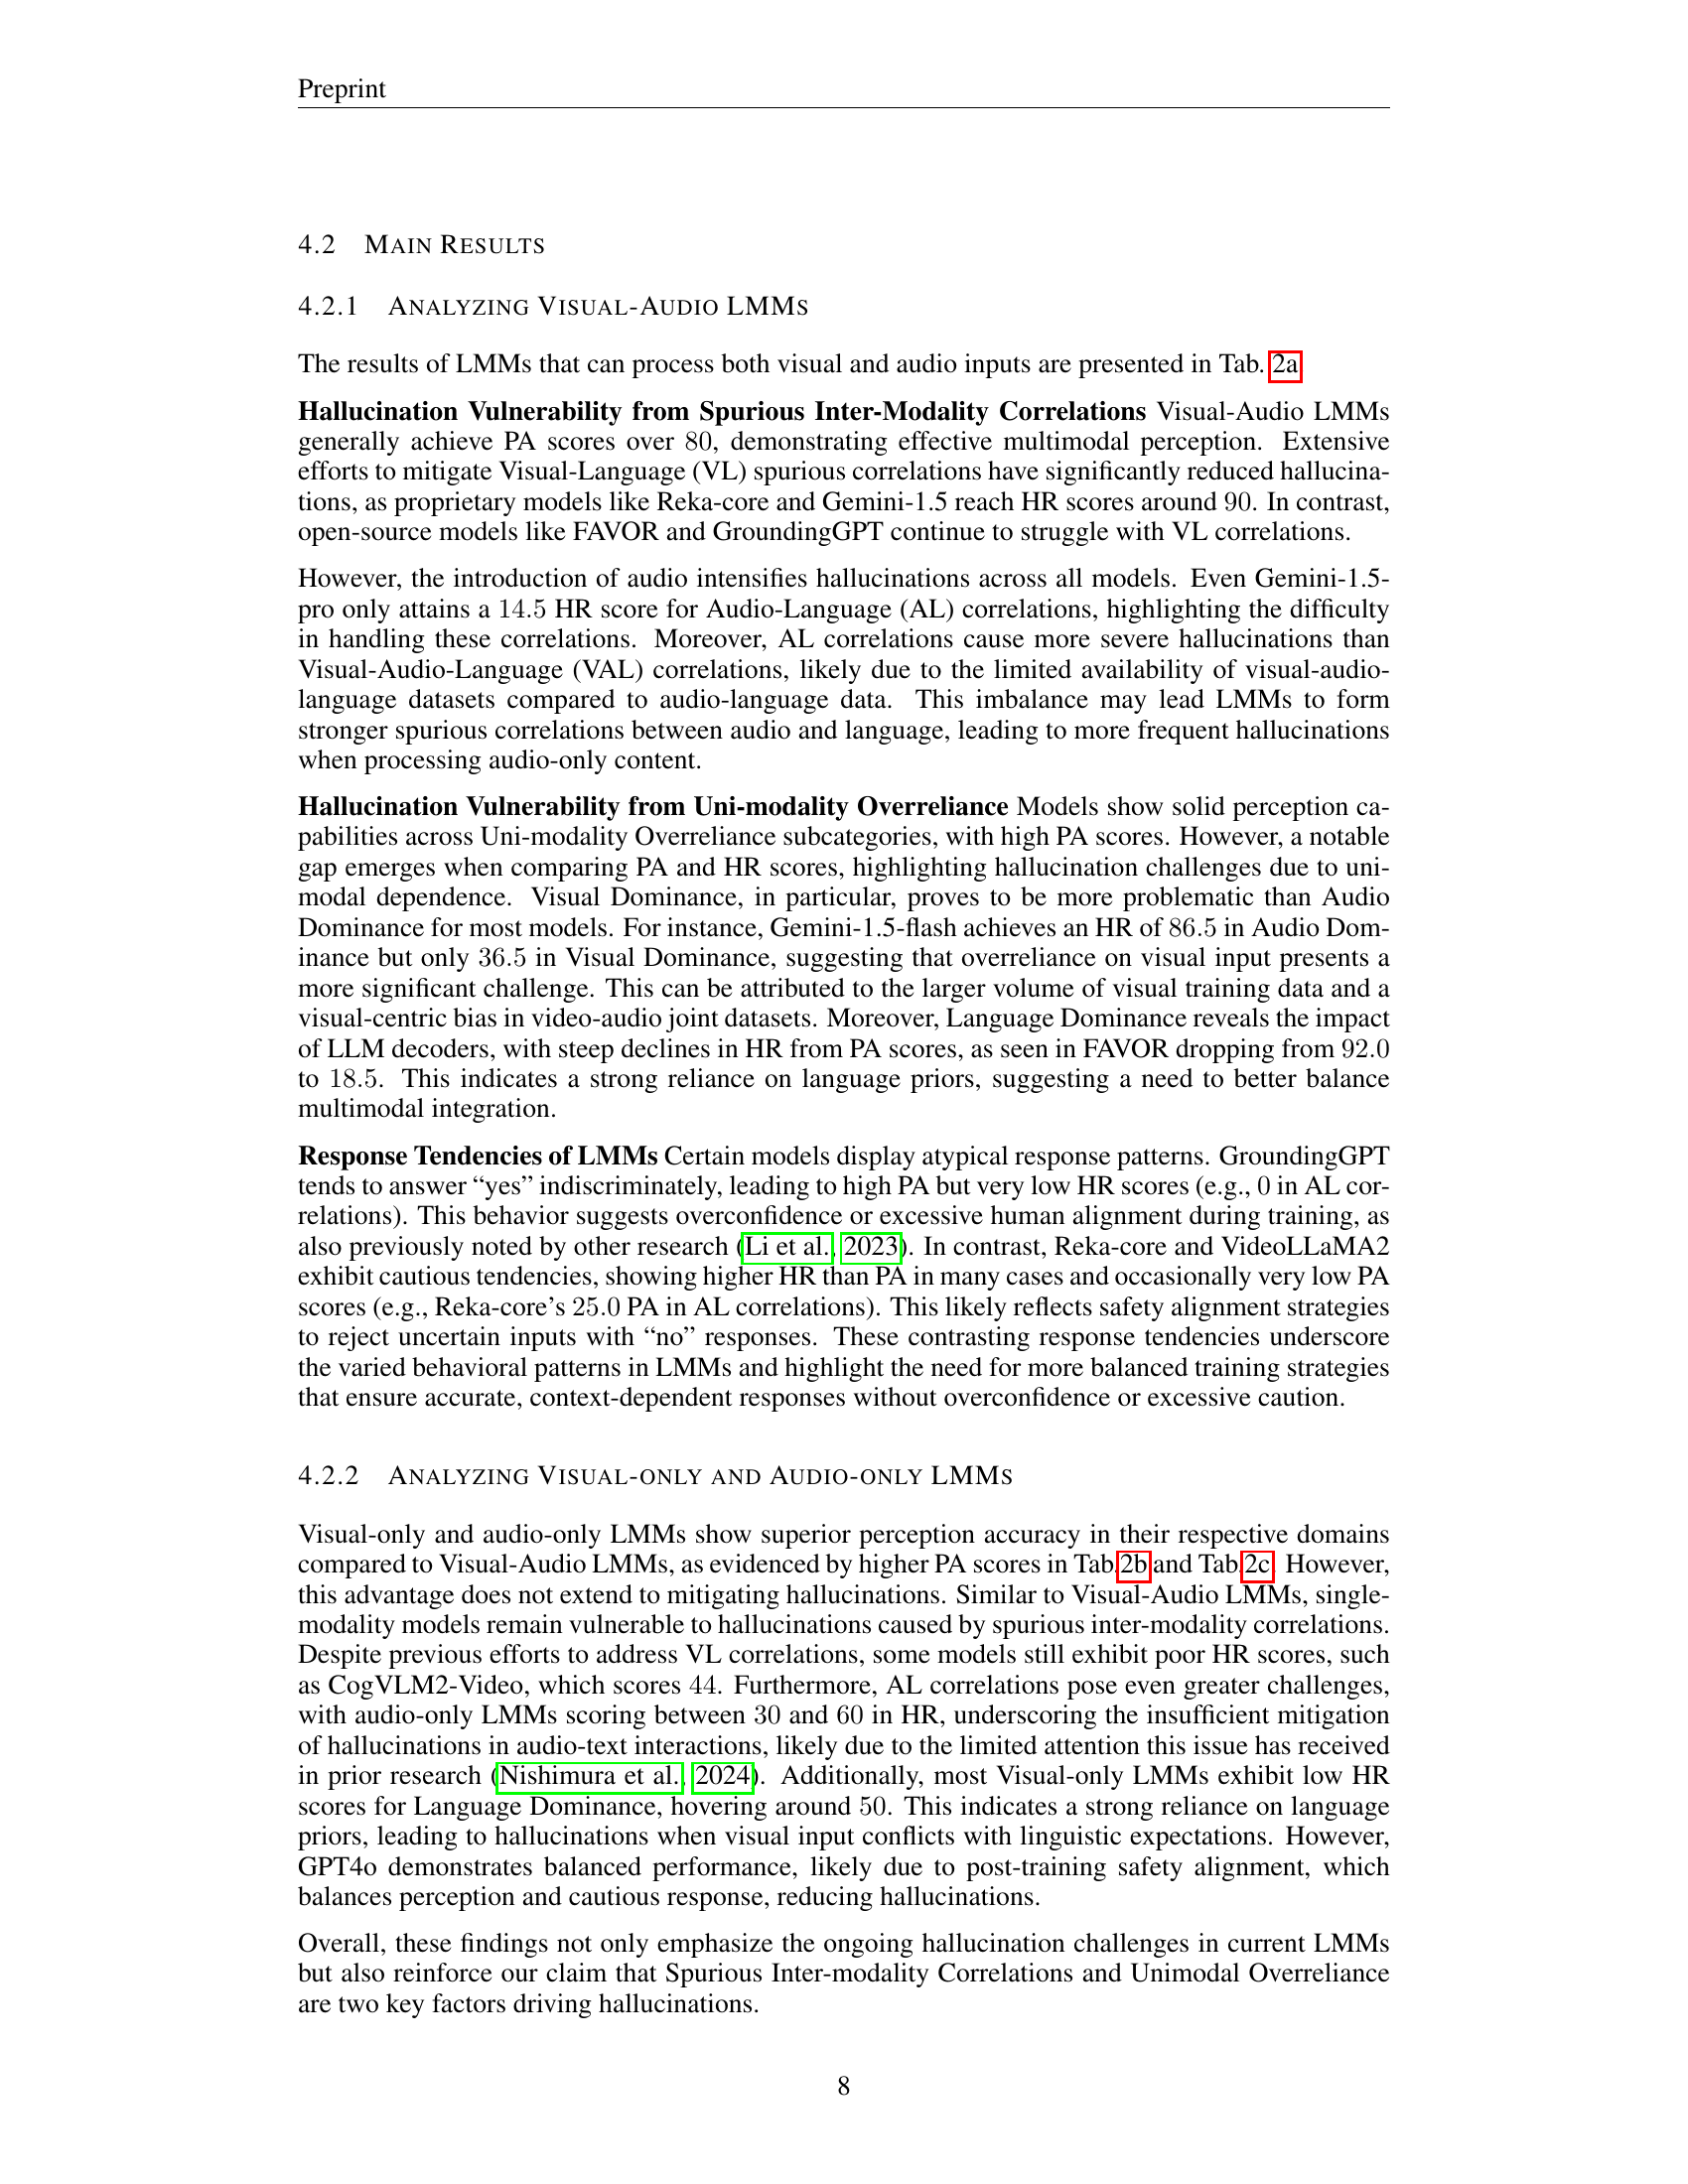 Preprint
4.2 MAIN RESULTS
4.2.1 ANALYZING VISUAL-AUDIO LMMS
The results of LMMs that can process both visual and audio inputs are presented in Tab. 2a
Hallucination Vulnerability from Spurious Inter-Modality Correlations Visual-Audio LMMs
generally achieve PA scores over 80, demonstrating effective multimodal perception. Extensive
efforts to mitigate Visual-Language (VL) spurious correlations have significantly reduced hallucina-
tions, as proprietary models like Reka-core and Gemini-1.5 reach HR scores around 90. In contrast,
open-source models like FAVOR and GroundingGPT continue to struggle with VL correlations.
However, the introduction of audio intensifies hallucinations across all models. Even Gemini-1.5-
pro only attains a 14.5 HR score for Audio-Language (AL) correlations, highlighting the difficulty
in handling these correlations. Moreover, AL correlations cause more severe hallucinations than
Visual-Audio-Language (VAL) correlations, likely due to the limited availability of visual-audio-
language datasets compared to audio-language data. This imbalance may lead LMMs to form
stronger spurious correlations between audio and language, leading to more frequent hallucinations
when processing audio-only content.
Hallucination Vulnerability from Uni-modality Overreliance Models show solid perception ca-
pabilities across Uni-modality Overreliance subcategories, with high PA scores. However, a notable
gap emerges when comparing PA and HR scores, highlighting hallucination challenges due to uni-
modal dependence. Visual Dominance, in particular, proves to be more problematic than Audio
Dominance for most models. For instance, Gemini-1.5-flash achieves an HR of 86.5 in Audio Dom-
inance but only 36.5 in Visual Dominance, suggesting that overreliance on visual input presents a
more significant challenge. This can be attributed to the larger volume of visual training data and a
visual-centric bias in video-audio joint datasets. Moreover, Language Dominance reveals the impact
of LLM decoders, with steep declines in HR from PA scores, as seen in FAVOR dropping from 92.0
to 18.5. This indicates a strong reliance on language priors, suggesting a need to better balance
multimodal integration.
Response Tendencies of LMMs Certain models display atypical response patterns. GroundingGPT
tends to answer “yes” indiscriminately, leading to high PA but very low HR scores (e.g., 0 in AL cor-
relations). This behavior suggests overconfidence or excessive human alignment during training, as
also previously noted by other research (Li et al., 2023). In contrast, Reka-core and VideoLLaMA2
exhibit cautious tendencies, showing higher HR than PA in many cases and occasionally very low PA
scores (e.g., Reka-core’s 25.0 PA in AL correlations). This likely reflects safety alignment strategies
to reject uncertain inputs with “no” responses. These contrasting response tendencies underscore
the varied behavioral patterns in LMMs and highlight the need for more balanced training strategies
that ensure accurate, context-dependent responses without overconfidence or excessive caution.
4.2.2 ANALYZING VISUAL-ONLY AND AUDIO-ONLY LMMS
Visual-only and audio-only LMMs show superior perception accuracy in their respective domains
compared to Visual-Audio LMMs, as evidenced by higher PA scores in Tab.2b and Tab.2c. However,
this advantage does not extend to mitigating hallucinations. Similar to Visual-Audio LMMs, single-
modality models remain vulnerable to hallucinations caused by spurious inter-modality correlations.
Despite previous efforts to address VL correlations, some models still exhibit poor HR scores, such
as CogVLM2-Video, which scores 44. Furthermore, AL correlations pose even greater challenges,
with audio-only LMMs scoring between 30 and 60 in HR, underscoring the insufficient mitigation
of hallucinations in audio-text interactions, likely due to the limited attention this issue has received
in prior research (Nishimura et al., 2024). Additionally, most Visual-only LMMs exhibit low HR
scores for Language Dominance, hovering around 50. This indicates a strong reliance on language
priors, leading to hallucinations when visual input conflicts with linguistic expectations. However,
GPT4o demonstrates balanced performance, likely due to post-training safety alignment, which
balances perception and cautious response, reducing hallucinations.
Overall, these findings not only emphasize the ongoing hallucination challenges in current LMMs
but also reinforce our claim that Spurious Inter-modality Correlations and Unimodal Overreliance
are two key factors driving hallucinations.
8